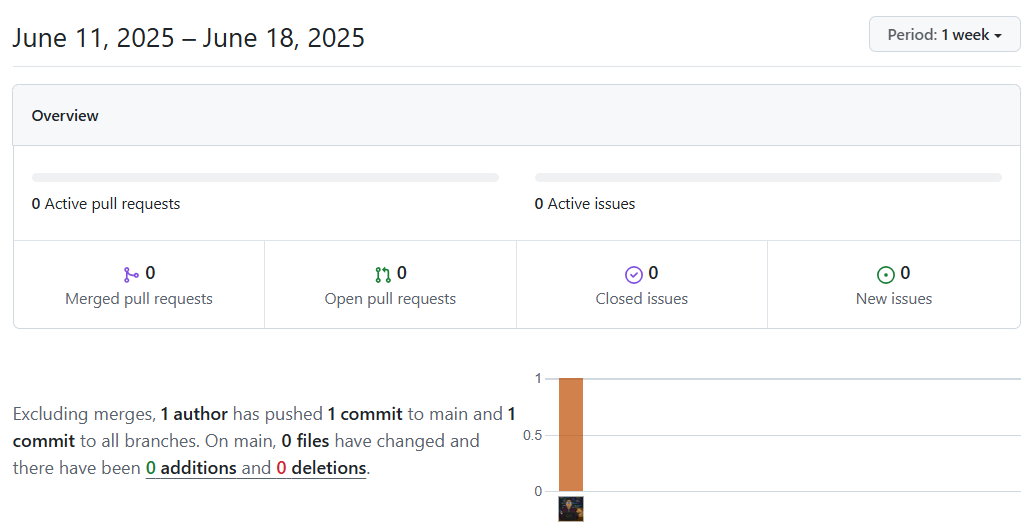 June 11, 2025 – June 18, 2025
Period: 1 week
Overview
0 Active pull requests
0 Active issues
0
Merged pull requests
0
Open pull requests
0
Closed issues
0
New issues
Excluding merges, 1 author has pushed 1 commit to main and 1
commit to all branches. On main, 0 files have changed and
there have been 0 additions and 0 deletions.
1
0.5
0